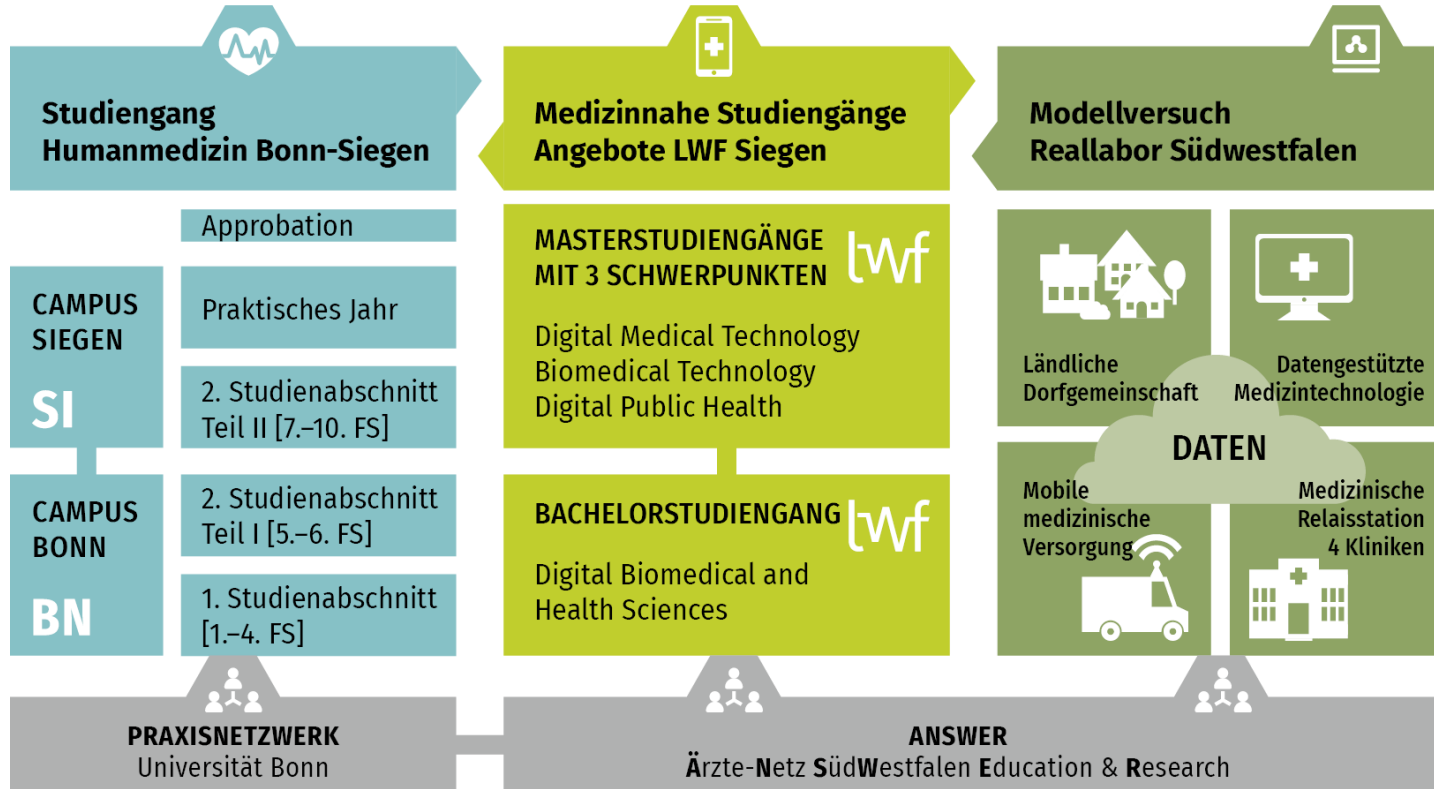 Studiengang
Humanmedizin Bonn-Siegen
Approbation
CAMPUS
SIEGEN
SI
Praktisches Jahr
2. Studienabschnitt
Teil II [7.–10. FS]
CAMPUS
BONN
BN
2. Studienabschnitt
Teil I [5.–6. FS]
1. Studienabschnitt
[1.–4. FS]
Medizinnahe Studiengänge
Angebote LWF Siegen
MASTERSTUDIENGÄNGE
MIT 3 SCHWERPUNKTEN
lwf
Digital Medical Technology
Biomedical Technology
Digital Public Health
BACHELORSTUDIENGANG
lwf
Digital Biomedical and
Health Sciences
Modellversuch
Reallabor Südwestfalen
Ländliche
Dorfgemeinschaft
Datengestützte
Medizintechnologie
DATEN
Mobile
medizinische
Versorgung
Medizinische
Relaisstation
4 Kliniken
PRAXISNETZWERK
Universität Bonn
ANSWER
Ärzte-Netz SüdWestfalen Education & Research